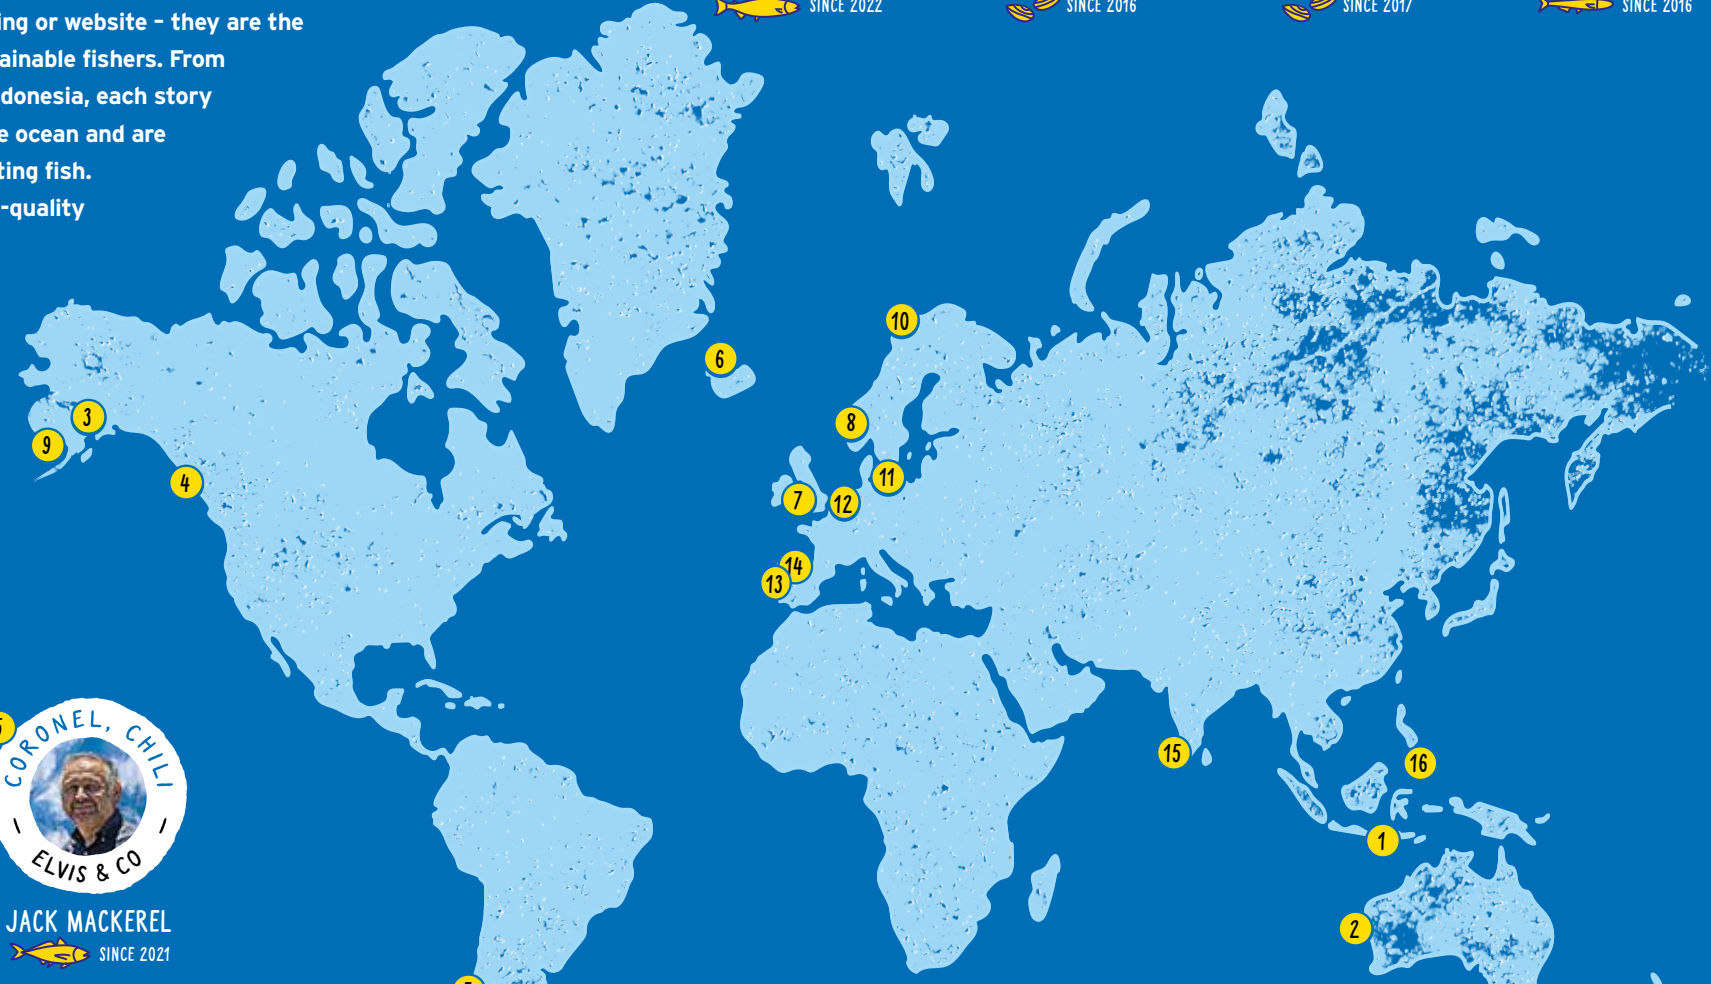 ing or website – they are the
ainable fishers. From
donesia, each story
e ocean and are
ting fish.
-quality
SINCE 2022
SINCE 2016
SINCE 2017
SINCE 2016
10
6
3
8
9
4
11
7
12
14
13
15
16
1
2
5
CORONEL, CHILI
ELVIS & CO
JACK MACKEREL
SINCE 2021
5